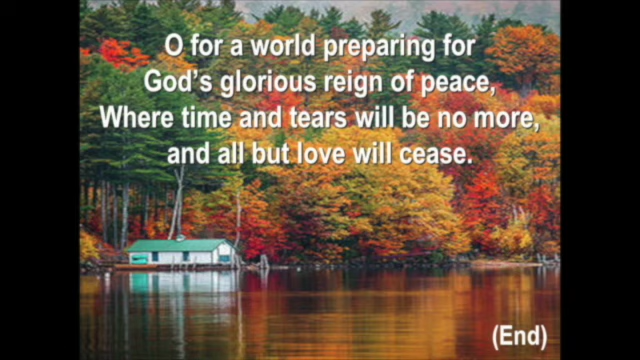 O for a world preparing for
God's glorious reign of peace,
Where time and tears will be no more,
and all but love will cease.
(End)